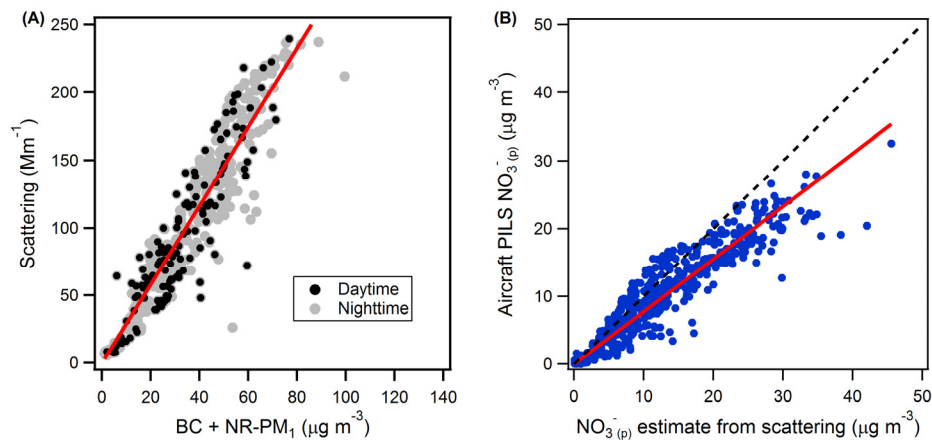 (A)
250
200
150
100
50
0
Scattering (Mm⁻¹)
Daytime
Nighttime
0 20 40 60 80 100 120 140
BC + NR-PM₁ (μg m⁻³)
(B)
50
40
30
20
10
0
Aircraft PILS NO₃⁻(p) (μg m⁻³)
0 10 20 30 40 50
NO₃⁻(p) estimate from scattering (μg m⁻³)